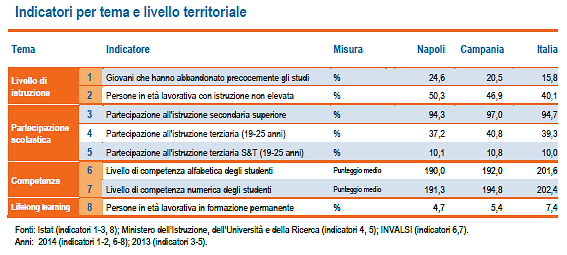 Indicatori per tema e livello territoriale
Tema Indicatore Misura Napoli Campania Italia
Livello di istruzione
1 Giovani che hanno abbandonato precocemente gli studi % 24,6 20,5 15,8
2 Persone in età lavorativa con istruzione non elevata % 50,3 46,9 40,1
Partecipazione scolastica
3 Partecipazione all'istruzione secondaria superiore % 94,3 97,0 94,7
4 Partecipazione all'istruzione terziaria (19-25 anni) % 37,2 40,8 39,3
5 Partecipazione all'istruzione terziaria S&T (19-25 anni) % 10,1 10,8 10,0
Competenze
6 Livello di competenza alfabetica degli studenti Punteggio medio 190,0 192,0 201,6
7 Livello di competenza numerica degli studenti Punteggio medio 191,3 194,8 202,4
Lifelong learning 8 Persone in età lavorativa in formazione permanente % 4,7 5,4 7,4
Fonti: Istat (indicatori 1-3, 8); Ministero dell'Istruzione, dell'Università e della Ricerca (indicatori 4, 5); INVALSI (indicatori 6,7).
Anni: 2014 (indicatori 1-2, 6-8); 2013 (indicatori 3-5).